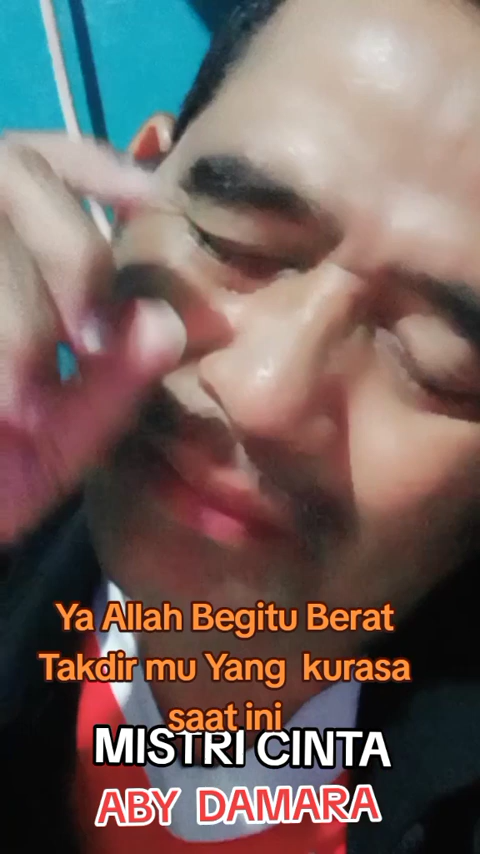 Ya Allah Begitu Berat
Takdir mu Yang kurasa
saat ini
MISTRI CINTA
ABY DAMARA